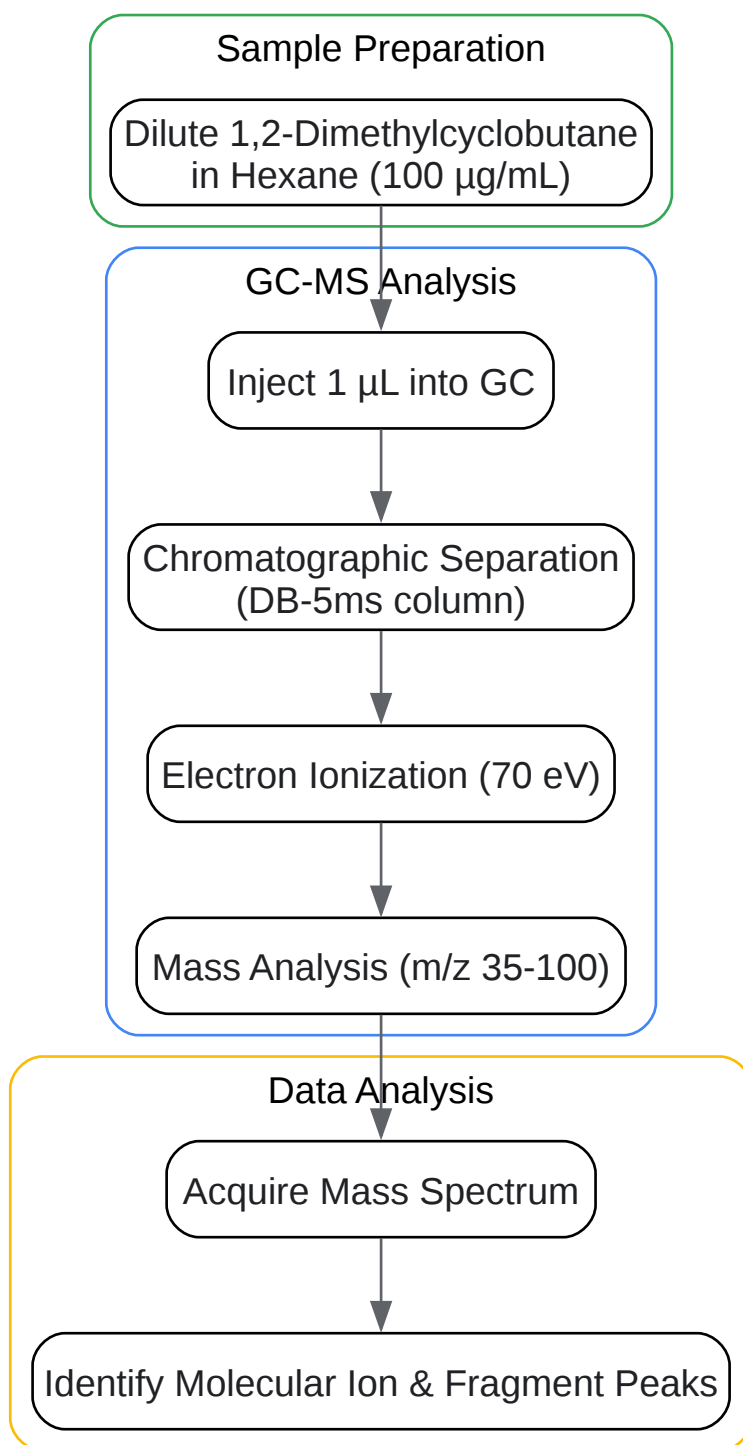 Sample Preparation
Dilute 1,2-Dimethylcyclobutane
in Hexane (100 µg/mL)
GC-MS Analysis
Inject 1 µL into GC
Chromatographic Separation
(DB-5ms column)
Electron Ionization (70 eV)
Mass Analysis (m/z 35-100)
Data Analysis
Acquire Mass Spectrum
Identify Molecular Ion & Fragment Peaks